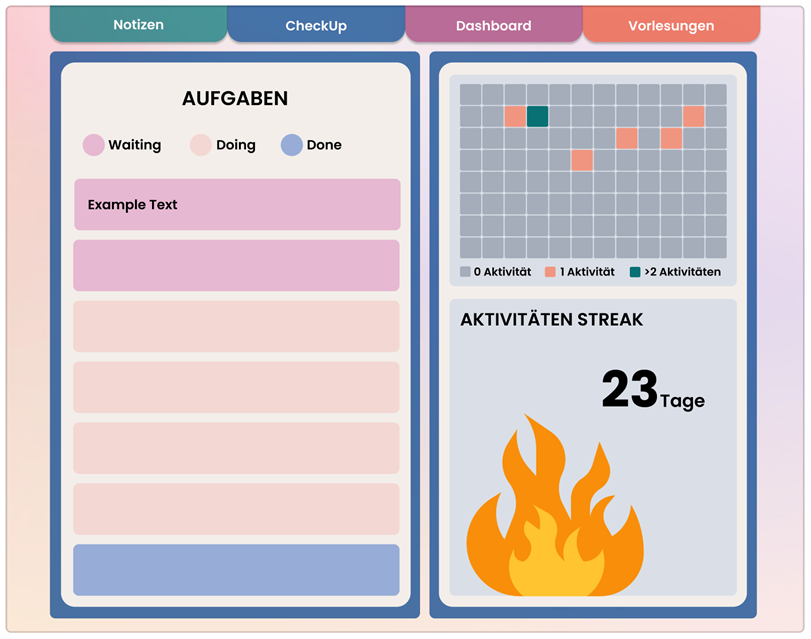 Notizen
CheckUp
Dashboard
Vorlesungen
AUFGABEN
Waiting
Doing
Done
Example Text
0 Aktivität
1 Aktivität
>2 Aktivitäten
AKTIVITÄTEN STREAK
23 Tage